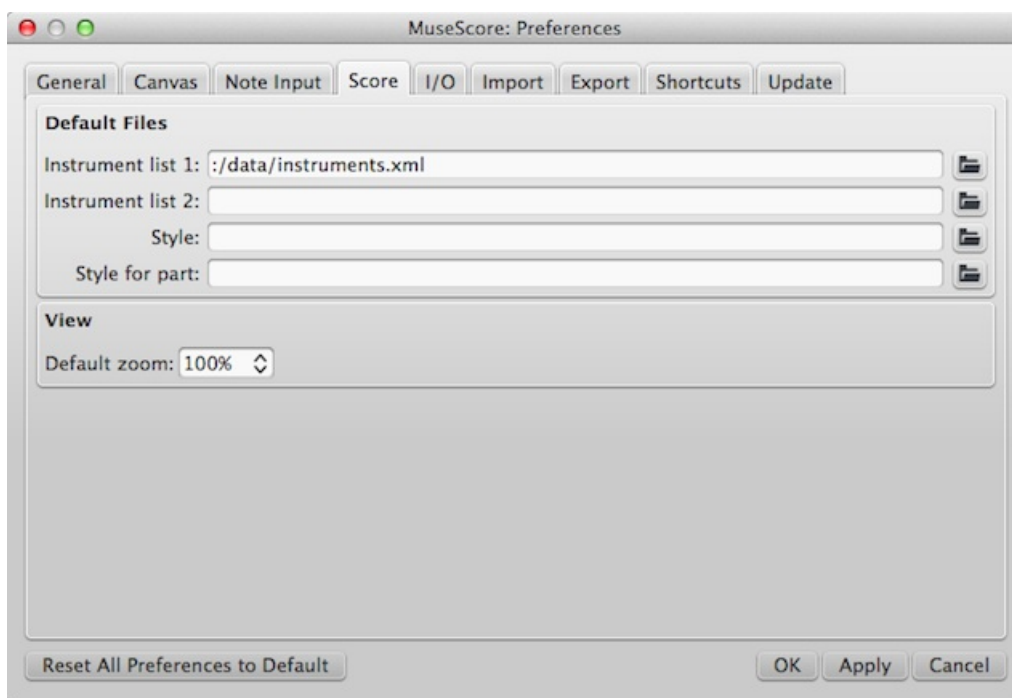 MuseScore: Preferences
General Canvas Note Input Score I/O Import Export Shortcuts Update
Default Files
Instrument list 1: :/data/instruments.xml
Instrument list 2:
Style:
Style for part:
View
Default zoom: 100%
Reset All Preferences to Default OK Apply Cancel